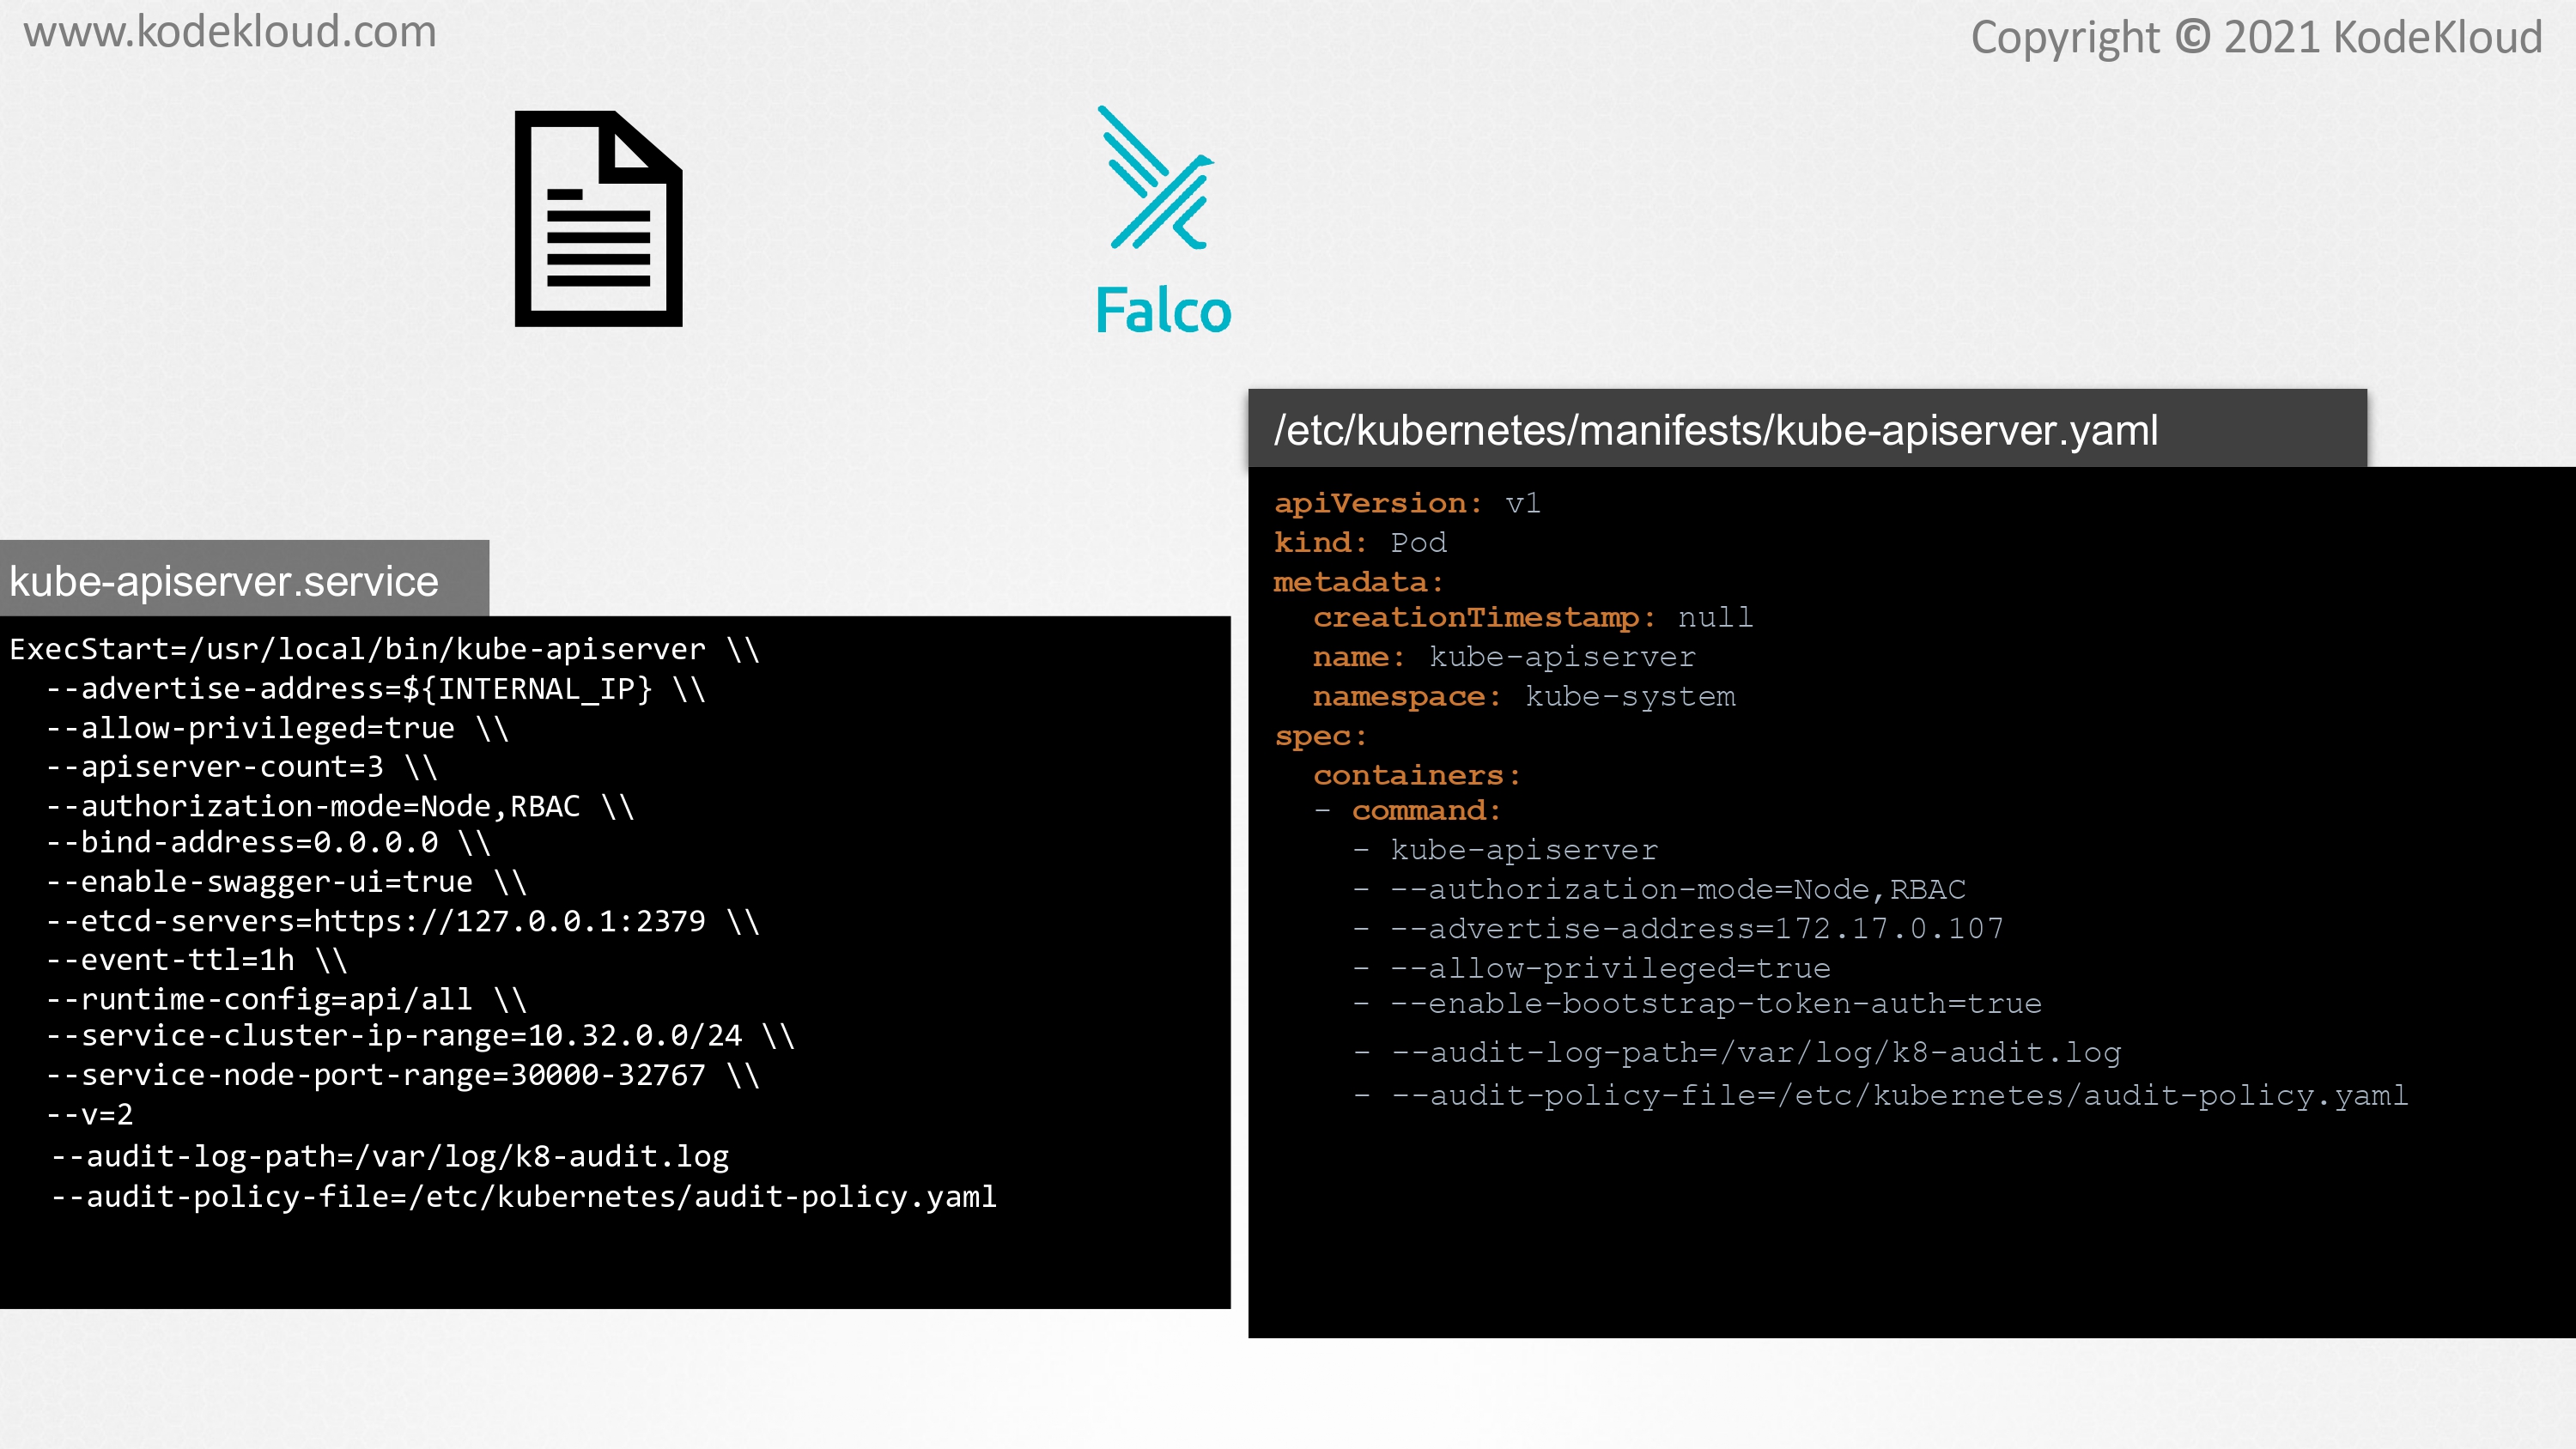 www.kodekloud.com
Copyright © 2021 KodeKloud
Falco
kube-apiserver.service
ExecStart=/usr/local/bin/kube-apiserver \\
--advertise-address=${INTERNAL_IP} \\
--allow-privileged=true \\
--apiserver-count=3 \\
--authorization-mode=Node,RBAC \\
--bind-address=0.0.0.0 \\
--enable-swagger-ui=true \\
--etcd-servers=https://127.0.0.1:2379 \\
--event-ttl=1h \\
--runtime-config=api/all \\
--service-cluster-ip-range=10.32.0.0/24 \\
--service-node-port-range=30000-32767 \\
--v=2
--audit-log-path=/var/log/k8-audit.log
--audit-policy-file=/etc/kubernetes/audit-policy.yaml
/etc/kubernetes/manifests/kube-apiserver.yaml
apiVersion: v1
kind: Pod
metadata:
creationTimestamp: null
name: kube-apiserver
namespace: kube-system
spec:
containers:
- command:
- kube-apiserver
- --authorization-mode=Node,RBAC
- --advertise-address=172.17.0.107
- --allow-privileged=true
- --enable-bootstrap-token-auth=true
- --audit-log-path=/var/log/k8-audit.log
- --audit-policy-file=/etc/kubernetes/audit-policy.yaml